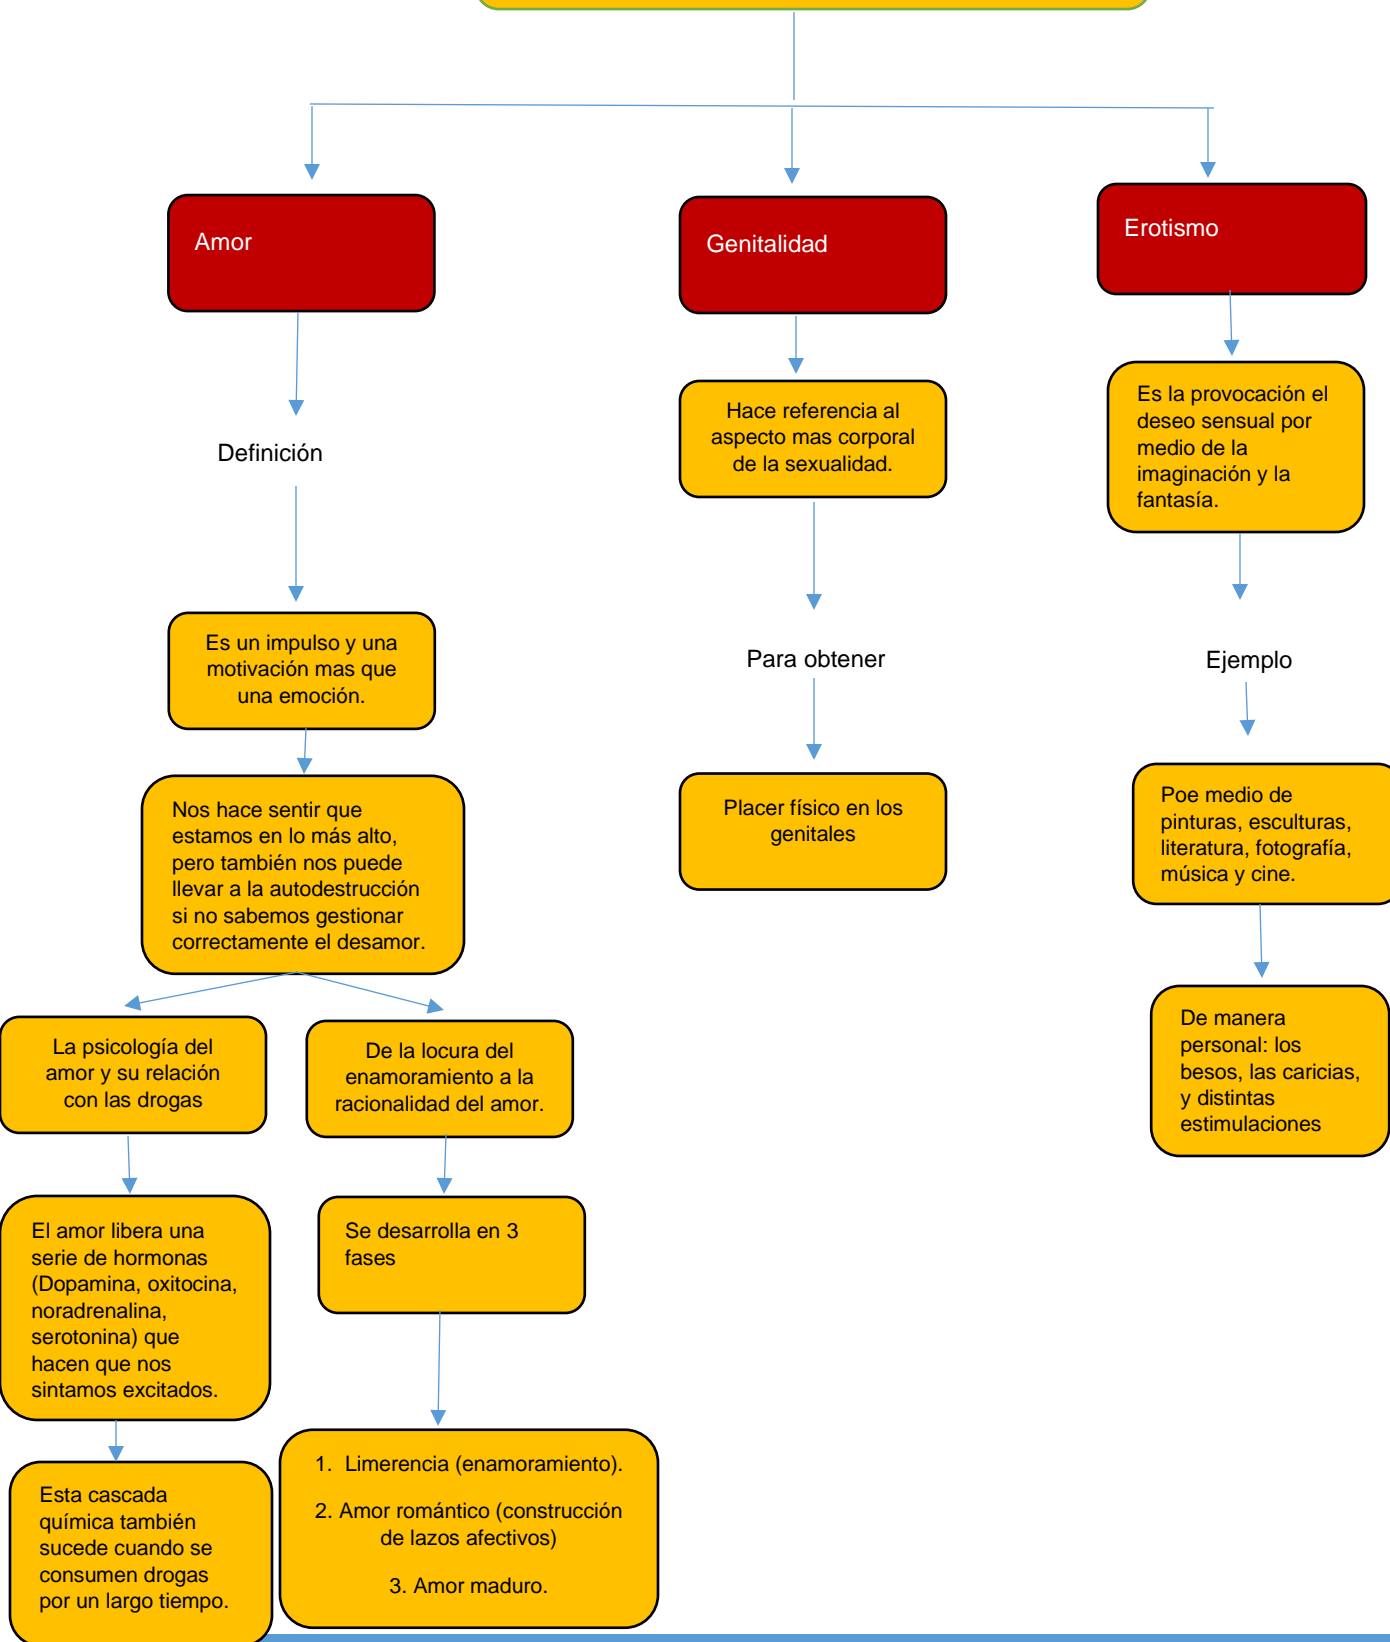 Amor
Genitalidad
Erotismo
Definición
Hace referencia al
aspecto mas corporal
de la sexualidad.
Es la provocación el
deseo sensual por
medio de la
imaginación y la
fantasía.
Es un impulso y una
motivación mas que
una emoción.
Para obtener
Ejemplo
Nos hace sentir que
estamos en lo más alto,
pero también nos puede
llevar a la autodestrucción
si no sabemos gestionar
correctamente el desamor.
Placer físico en los
genitales
Poe medio de
pinturas, esculturas,
literatura, fotografía,
música y cine.
La psicología del
amor y su relación
con las drogas
De la locura del
enamoramiento a la
racionalidad del amor.
De manera
personal: los
besos, las caricias,
y distintas
estimulaciones
El amor libera una
serie de hormonas
(Dopamina, oxitocina,
noradrenalina,
serotonina) que
hacen que nos
sintamos excitados.
Se desarrolla en 3
fases
Esta cascada
química también
sucede cuando se
consumen drogas
por un largo tiempo.
1. Limerencia (enamoramiento).
2. Amor romántico (construcción
de lazos afectivos)
3. Amor maduro.